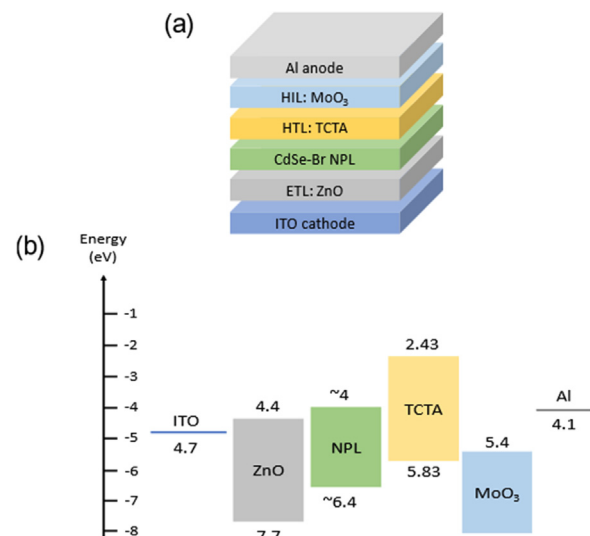 (a)
Al anode
HIL: MoO₃
HTL: TCTA
CdSe-Br NPL
ETL: ZnO
ITO cathode
(b)
Energy
(eV)
-1
-2
-3
-4
-5
-6
-7
-8
ITO
4.7
4.4
ZnO
7.7
~4
NPL
~6.4
2.43
TCTA
5.83
5.4
MoO₃
Al
4.1